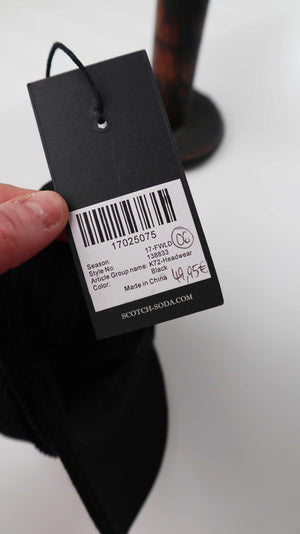 17025075
Season: 17-FWLD
Style No. 138833
Article Group name: K72-Headwear
Color: Black
Made in China
OC
49,95€
SCOTCH-SODA.COM